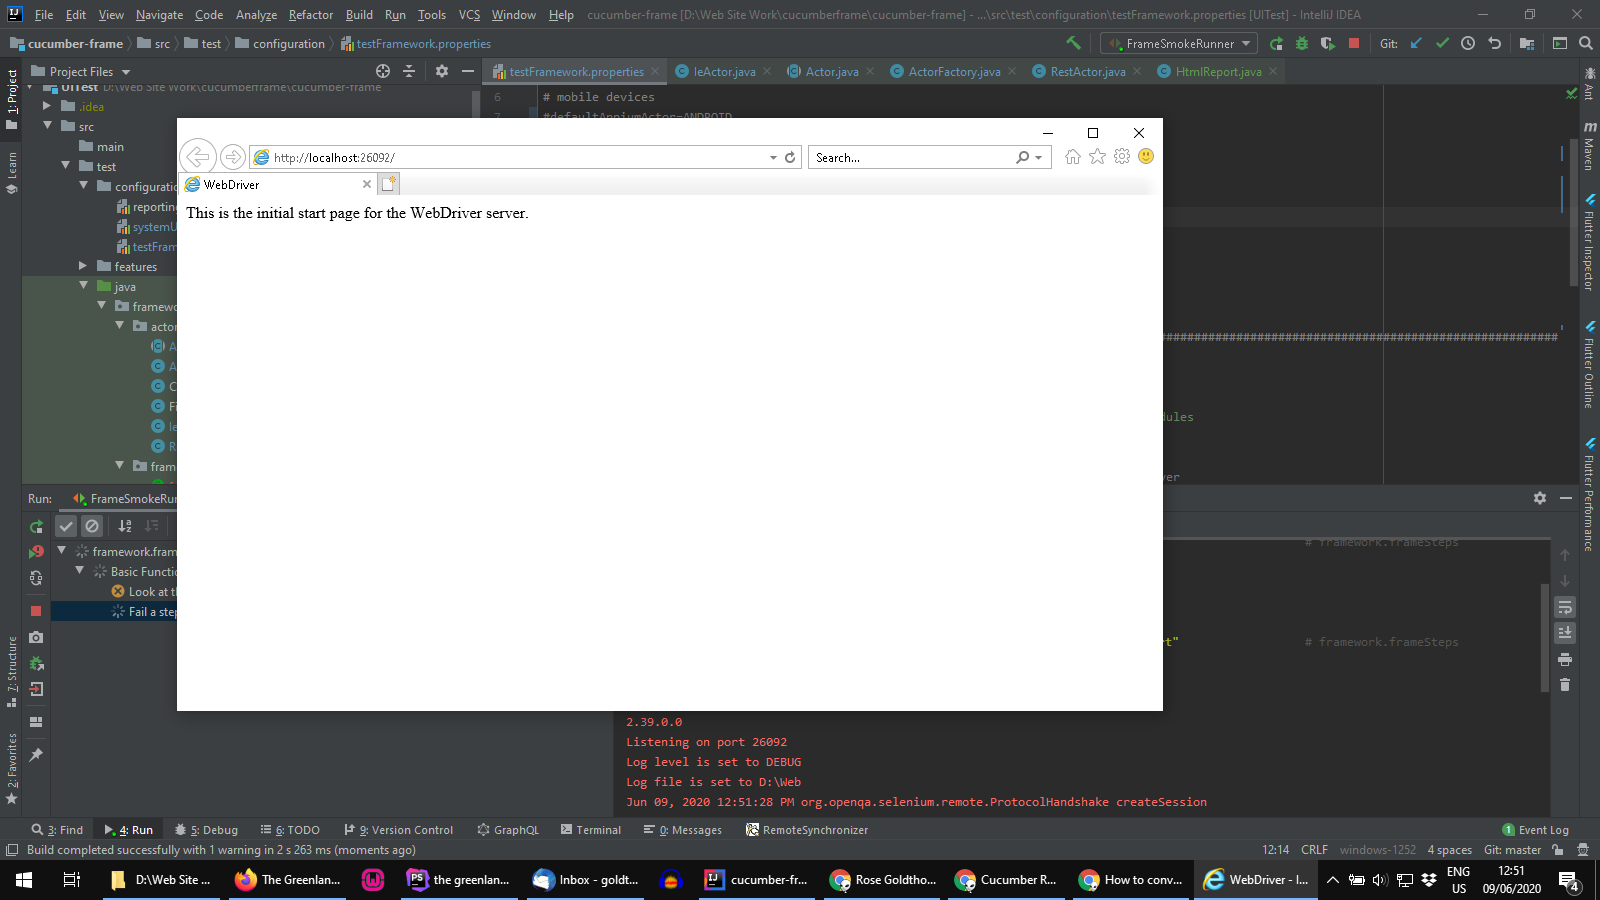 File Edit View Navigate Code Analyze Refactor Build Run Tools VCS Window Help cucumber-frame [D:\Web Site Work\cucumberframe\cucumber-frame] - ...\src\test\configuration\testFramework.properties [UITest] - IntelliJ IDEA
cucumber-frame src test configuration testFramework.properties FrameSmokeRunner Git:
Project Files testFramework.properties IeActor.java Actor.java ActorFactory.java RestActor.java HtmlReport.java
UITest D:\Web Site Work\cucumberframe\cucumber-frame
6 # mobile devices
.idea
7 #defaultAppiumActor=ANDROID
src
main
test
configuratio
reporting
systemU
testFram
features
java
framewo
actor
A
A
C
Fi
Ie
R
fram
http://localhost:26092/ Search...
WebDriver
This is the initial start page for the WebDriver server.
################################################################
dules
ver
1: Project
Learn
7: Structure
2: Favorites
Ant
Maven
Flutter Inspector
Flutter Outline
Flutter Performance
Run: FrameSmokeRun
framework.fram
Basic Functio
Look at th
Fail a step
# framework.frameSteps
rt" # framework.frameSteps
2.39.0.0
Listening on port 26092
Log level is set to DEBUG
Log file is set to D:\Web
Jun 09, 2020 12:51:28 PM org.openqa.selenium.remote.ProtocolHandshake createSession
3: Find 4: Run 5: Debug 6: TODO 9: Version Control GraphQL Terminal 0: Messages RemoteSynchronizer 1 Event Log
Build completed successfully with 1 warning in 2 s 263 ms (moments ago) 12:14 CRLF windows-1252 4 spaces Git: master
D:\Web Site ... The Greenlan... the greenlan... Inbox - goldt... cucumber-fr... Rose Goldtho... Cucumber R... How to conv... WebDriver - I... ENG US 12:51 09/06/2020 4